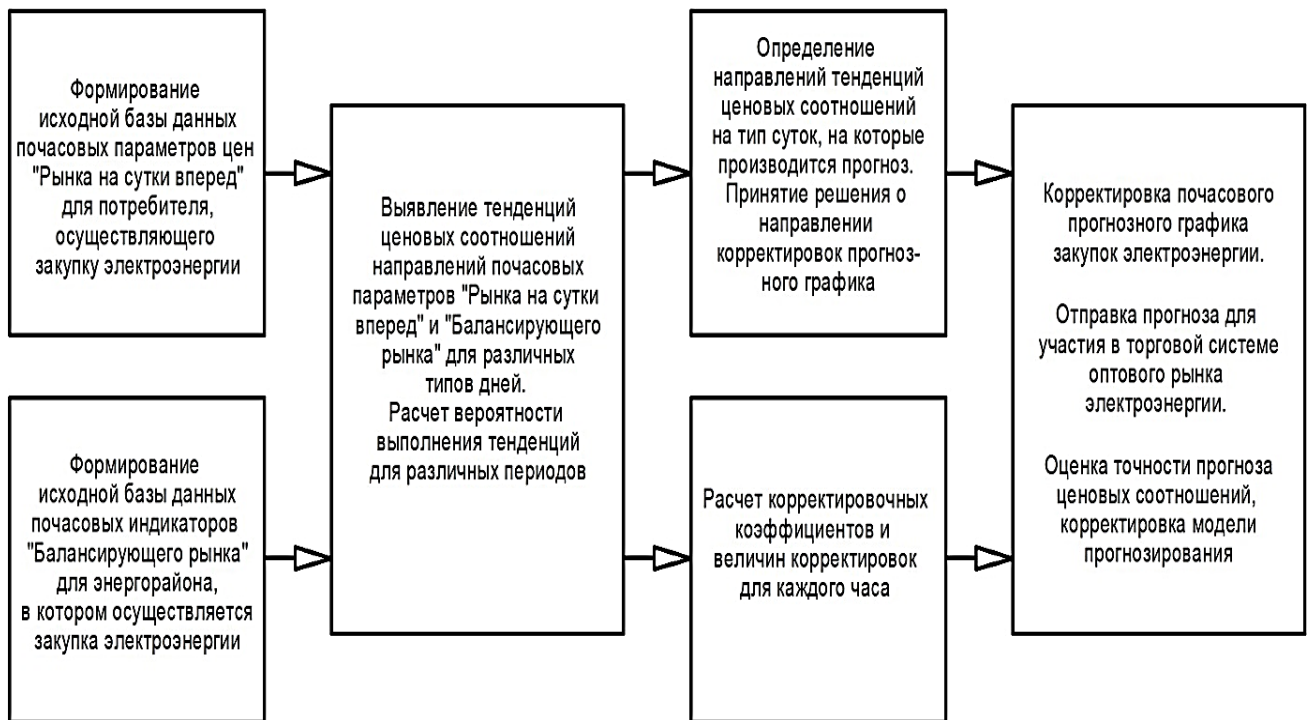 Формирование
исходной базы данных
почасовых параметров цен
"Рынка на сутки вперед"
для потребителя,
осуществляющего
закупку электроэнергии
Формирование
исходной базы данных
почасовых индикаторов
"Балансирующего рынка"
для энергорайона,
в котором осуществляется
закупка электроэнергии
Выявление тенденций
ценовых соотношений
направлений почасовых
параметров "Рынка на сутки
вперед" и "Балансирующего
рынка" для различных
типов дней.
Расчет вероятности
выполнения тенденций
для различных периодов
Определение
направлений тенденций
ценовых соотношений
на тип суток, на которые
производится прогноз.
Принятие решения о
направлении
корректировок прогноз-
ного графика
Расчет корректировочных
коэффициентов и
величин корректировок
для каждого часа
Корректировка почасового
прогнозного графика
закупок электроэнергии.
Отправка прогноза для
участия в торговой системе
оптового рынка
электроэнергии.
Оценка точности прогноза
ценовых соотношений,
корректировка модели
прогнозирования